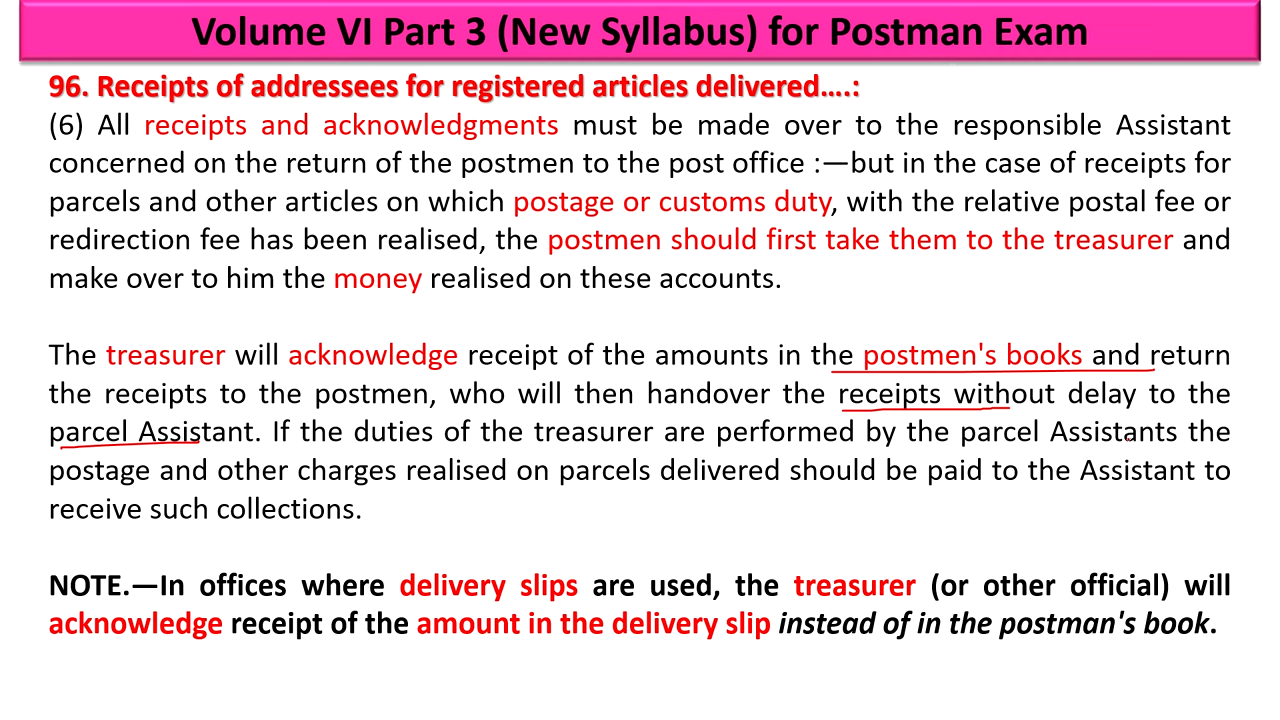 Volume VI Part 3 (New Syllabus) for Postman Exam
96. Receipts of addressees for registered articles delivered….:
(6) All receipts and acknowledgments must be made over to the responsible Assistant
concerned on the return of the postmen to the post office :—but in the case of receipts for
parcels and other articles on which postage or customs duty, with the relative postal fee or
redirection fee has been realised, the postmen should first take them to the treasurer and
make over to him the money realised on these accounts.
The treasurer will acknowledge receipt of the amounts in the postmen's books and return
the receipts to the postmen, who will then handover the receipts without delay to the
parcel Assistant. If the duties of the treasurer are performed by the parcel Assistants the
postage and other charges realised on parcels delivered should be paid to the Assistant to
receive such collections.
NOTE.—In offices where delivery slips are used, the treasurer (or other official) will
acknowledge receipt of the amount in the delivery slip instead of in the postman's book.